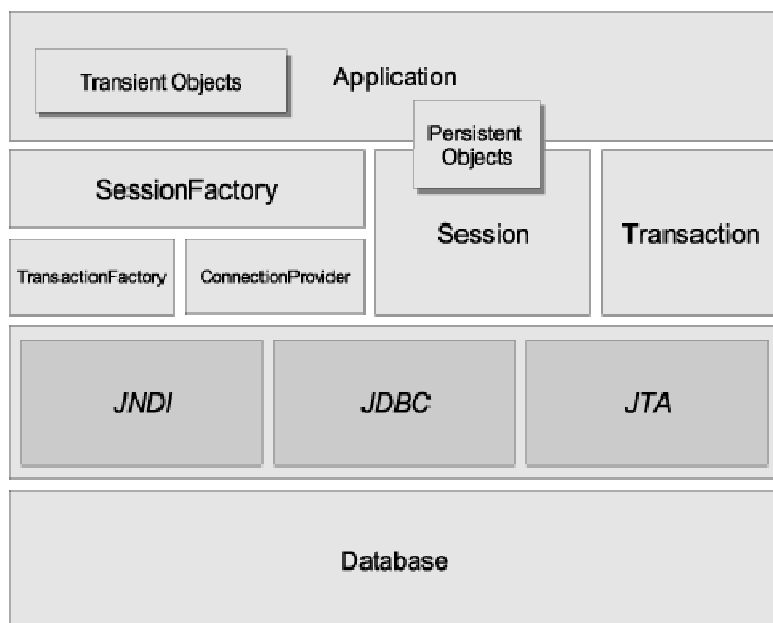 Transient Objects
Application
Persistent
Objects
SessionFactory
Session
Transaction
TransactionFactory
ConnectionProvider
JNDI
JDBC
JTA
Database